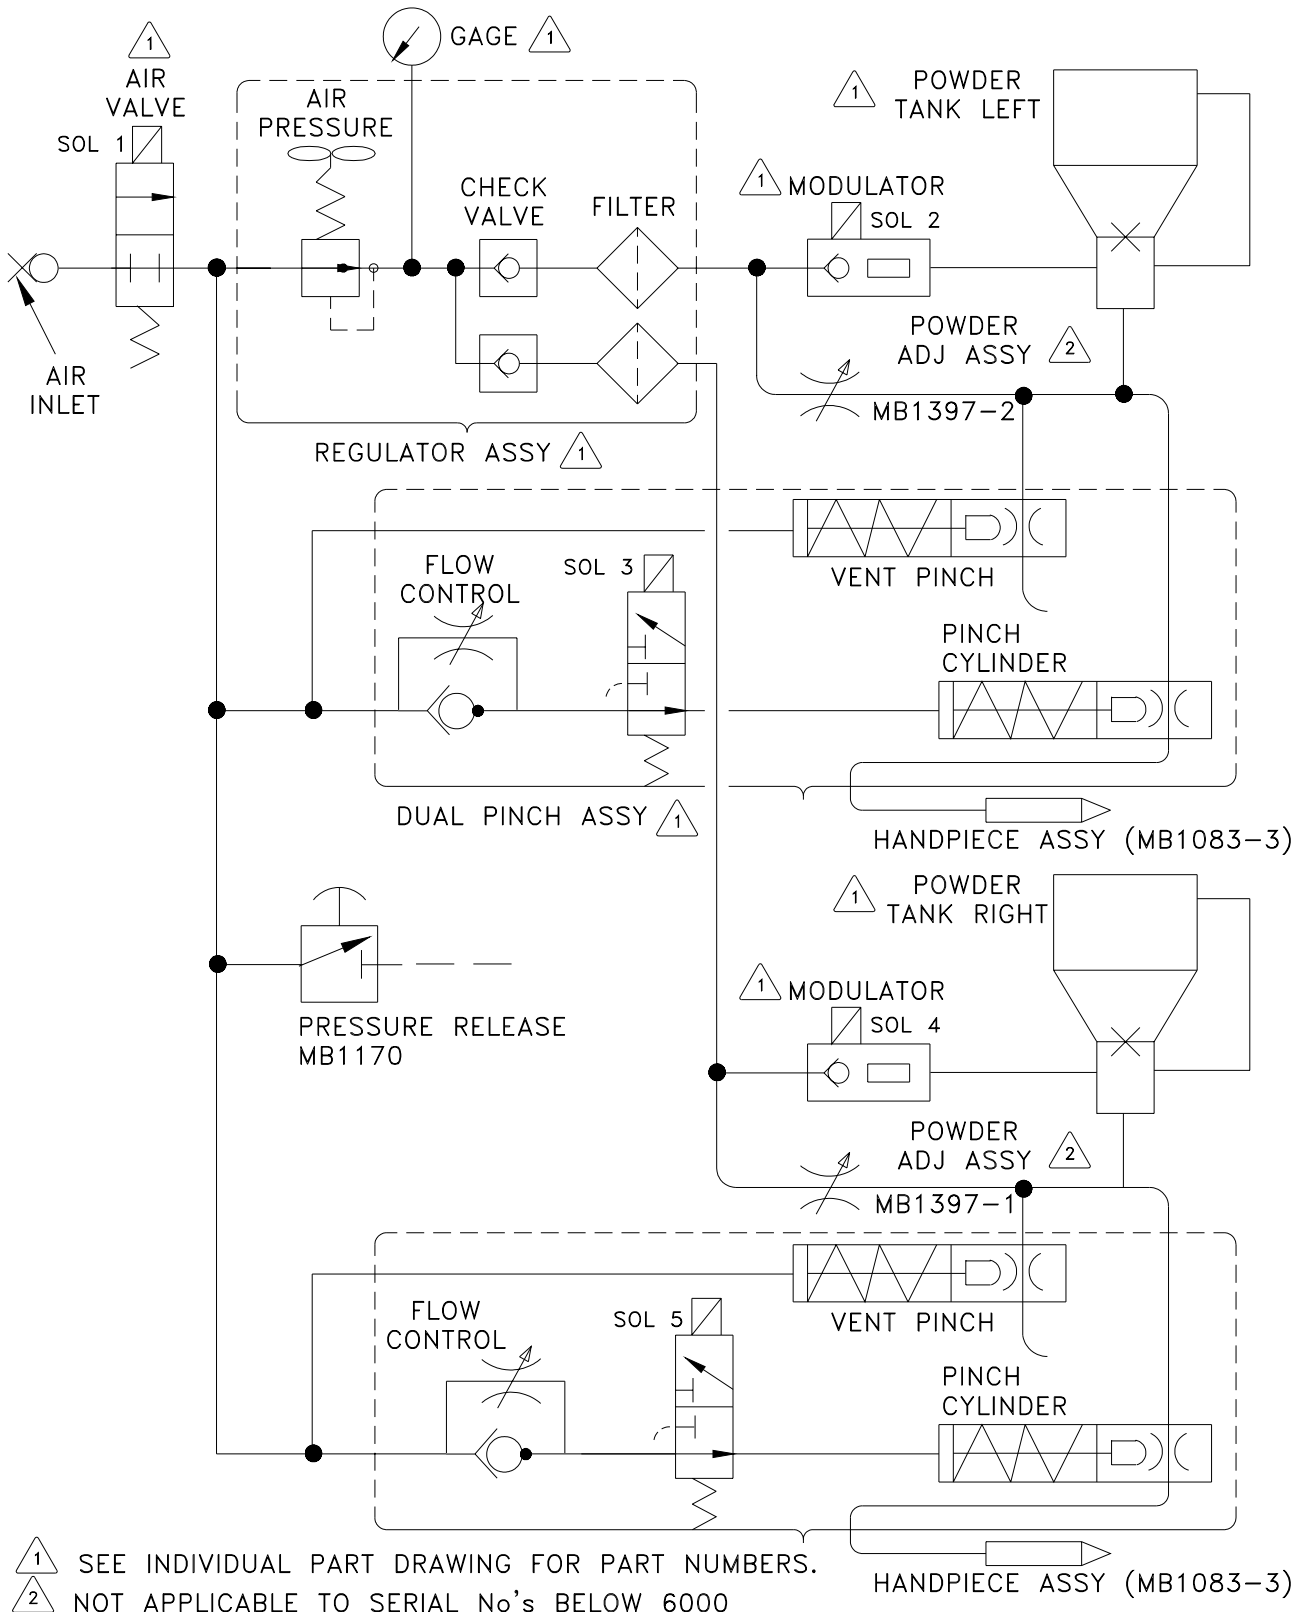 1
AIR
VALVE
SOL 1
GAGE 1
AIR
PRESSURE
CHECK
VALVE
FILTER
1 POWDER
TANK LEFT
1 MODULATOR
SOL 2
AIR
INLET
POWDER
ADJ ASSY 2
MB1397-2
REGULATOR ASSY 1
FLOW
CONTROL
SOL 3
VENT PINCH
PINCH
CYLINDER
DUAL PINCH ASSY 1
HANDPIECE ASSY (MB1083-3)
1 POWDER
TANK RIGHT
1 MODULATOR
SOL 4
PRESSURE RELEASE
MB1170
POWDER
ADJ ASSY 2
MB1397-1
FLOW
CONTROL
SOL 5
VENT PINCH
PINCH
CYLINDER
HANDPIECE ASSY (MB1083-3)
1 SEE INDIVIDUAL PART DRAWING FOR PART NUMBERS.
2 NOT APPLICABLE TO SERIAL No's BELOW 6000